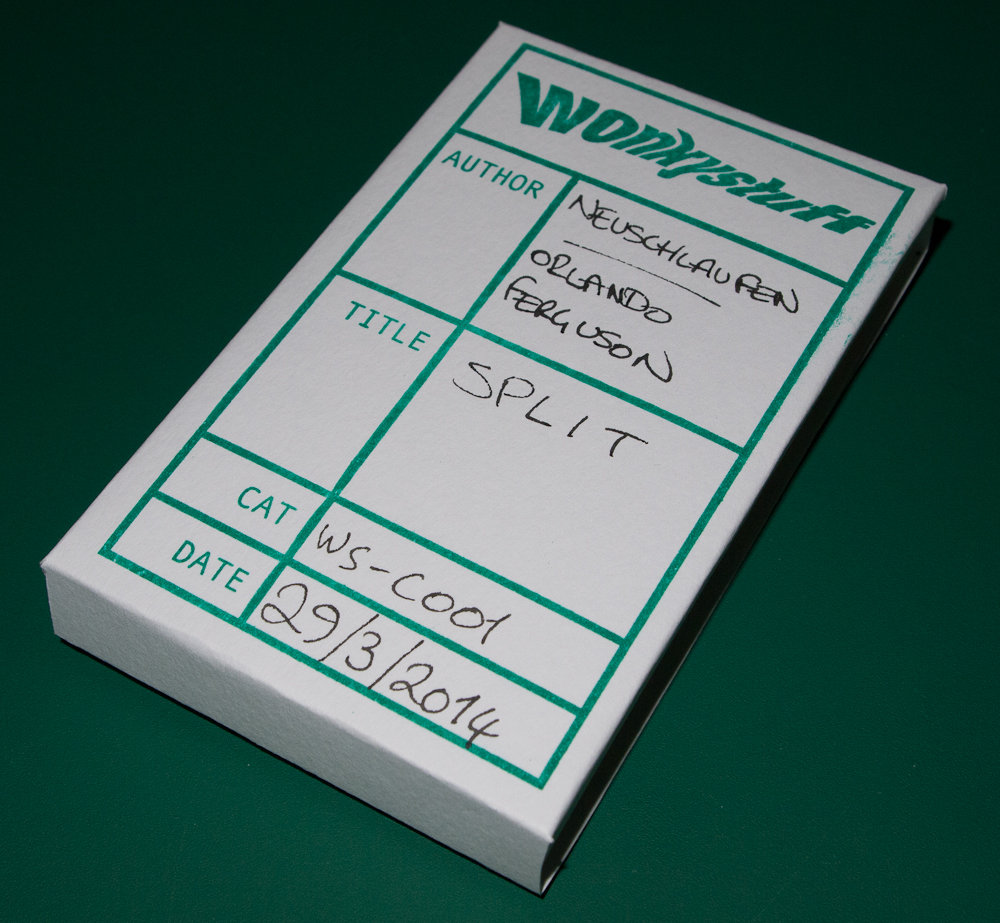 Wonkystuff
AUTHOR
NEUSCHLAUFEN
ORLANDO
FERGUSON
TITLE
SPLIT
CAT
WS-C001
DATE
29/3/2014